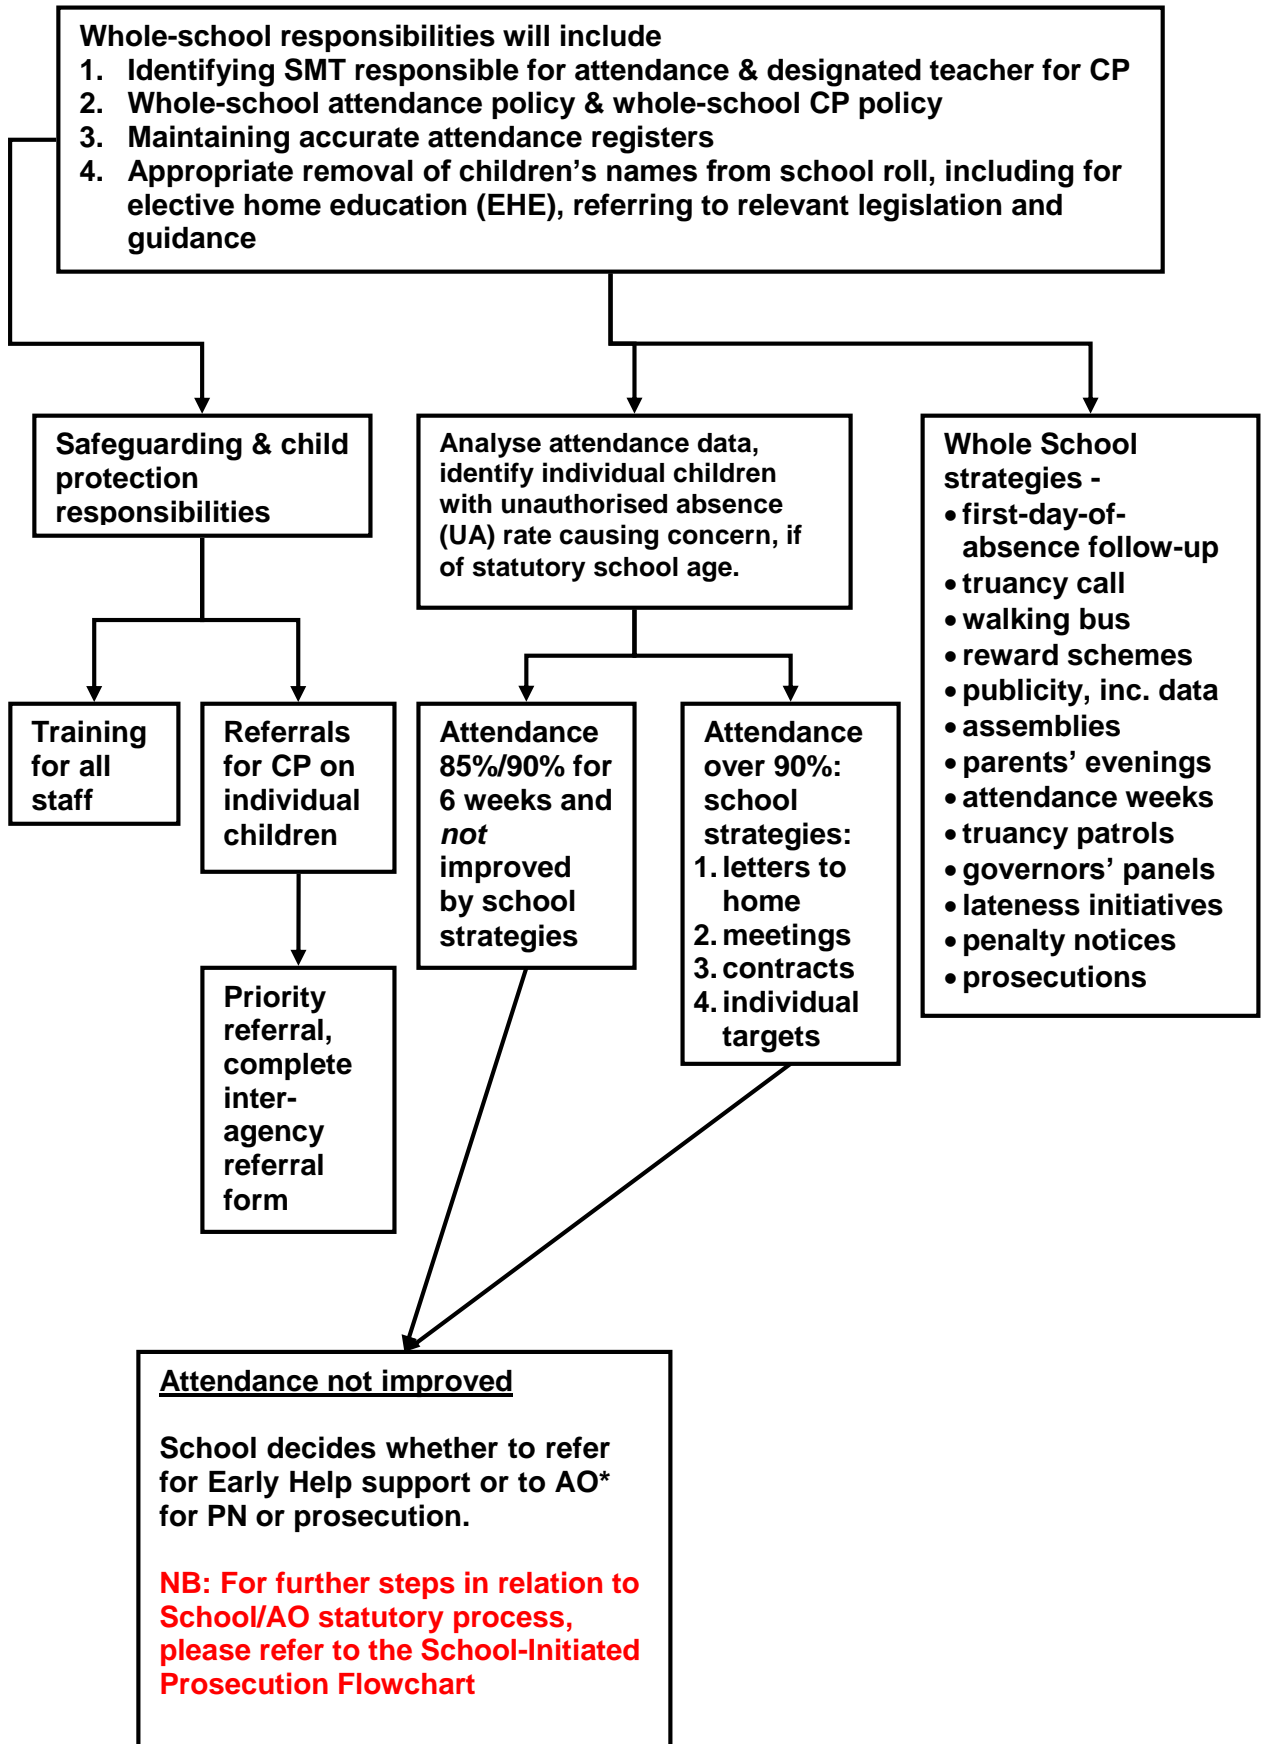 Whole-school responsibilities will include
1. Identifying SMT responsible for attendance & designated teacher for CP
2. Whole-school attendance policy & whole-school CP policy
3. Maintaining accurate attendance registers
4. Appropriate removal of children’s names from school roll, including for
elective home education (EHE), referring to relevant legislation and
guidance
Safeguarding & child
protection
responsibilities
Analyse attendance data,
identify individual children
with unauthorised absence
(UA) rate causing concern, if
of statutory school age.
Whole School
strategies -
• first-day-of-
absence follow-up
• truancy call
• walking bus
• reward schemes
• publicity, inc. data
• assemblies
• parents’ evenings
• attendance weeks
• truancy patrols
• governors’ panels
• lateness initiatives
• penalty notices
• prosecutions
Training
for all
staff
Referrals
for CP on
individual
children
Attendance
85%/90% for
6 weeks and
not
improved
by school
strategies
Attendance
over 90%:
school
strategies:
1. letters to
home
2. meetings
3. contracts
4. individual
targets
Priority
referral,
complete
inter-
agency
referral
form
Attendance not improved
School decides whether to refer
for Early Help support or to AO*
for PN or prosecution.
NB: For further steps in relation to
School/AO statutory process,
please refer to the School-Initiated
Prosecution Flowchart